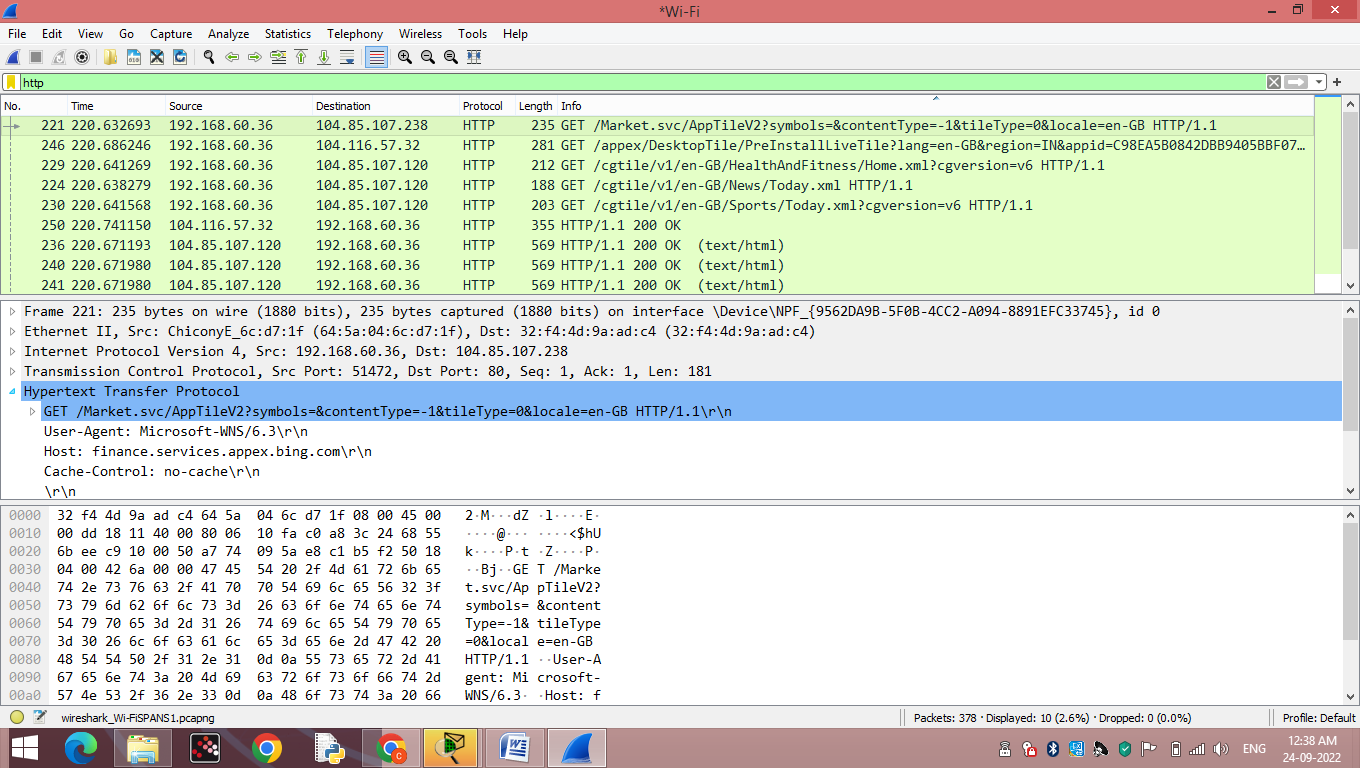 *Wi-Fi
File Edit View Go Capture Analyze Statistics Telephony Wireless Tools Help
http
No. Time Source Destination Protocol Length Info
221 220.632693 192.168.60.36 104.85.107.238 HTTP 235 GET /Market.svc/AppTileV2?symbols=&contentType=-1&tileType=0&locale=en-GB HTTP/1.1
246 220.686246 192.168.60.36 104.116.57.32 HTTP 281 GET /appex/DesktopTile/PreInstallLiveTile?lang=en-GB&region=IN&appid=C98EA5B0842DBB9405BBF07…
229 220.641269 192.168.60.36 104.85.107.120 HTTP 212 GET /cgtile/v1/en-GB/HealthAndFitness/Home.xml?cgversion=v6 HTTP/1.1
224 220.638279 192.168.60.36 104.85.107.120 HTTP 188 GET /cgtile/v1/en-GB/News/Today.xml HTTP/1.1
230 220.641568 192.168.60.36 104.85.107.120 HTTP 203 GET /cgtile/v1/en-GB/Sports/Today.xml?cgversion=v6 HTTP/1.1
250 220.741150 104.116.57.32 192.168.60.36 HTTP 355 HTTP/1.1 200 OK
236 220.671193 104.85.107.120 192.168.60.36 HTTP 569 HTTP/1.1 200 OK (text/html)
240 220.671980 104.85.107.120 192.168.60.36 HTTP 569 HTTP/1.1 200 OK (text/html)
241 220.671980 104.85.107.120 192.168.60.36 HTTP 569 HTTP/1.1 200 OK (text/html)
Frame 221: 235 bytes on wire (1880 bits), 235 bytes captured (1880 bits) on interface \Device\NPF_{9562DA9B-5F0B-4CC2-A094-8891EFC33745}, id 0
Ethernet II, Src: ChiconyE_6c:d7:1f (64:5a:04:6c:d7:1f), Dst: 32:f4:4d:9a:ad:c4 (32:f4:4d:9a:ad:c4)
Internet Protocol Version 4, Src: 192.168.60.36, Dst: 104.85.107.238
Transmission Control Protocol, Src Port: 51472, Dst Port: 80, Seq: 1, Ack: 1, Len: 181
Hypertext Transfer Protocol
GET /Market.svc/AppTileV2?symbols=&contentType=-1&tileType=0&locale=en-GB HTTP/1.1\r\n
User-Agent: Microsoft-WNS/6.3\r\n
Host: finance.services.appex.bing.com\r\n
Cache-Control: no-cache\r\n
\r\n
0000 32 f4 4d 9a ad c4 64 5a 04 6c d7 1f 08 00 45 00 2·M···dZ ·l····E·
0010 00 dd 18 11 40 00 80 06 10 fa c0 a8 3c 24 68 55 ····@··· ····<$hU
0020 6b ee c9 10 00 50 a7 74 09 5a e8 c1 b5 f2 50 18 k····P·t ·Z····P·
0030 04 00 42 6a 00 00 47 45 54 20 2f 4d 61 72 6b 65 ··Bj··GE T /Marke
0040 74 2e 73 76 63 2f 41 70 70 54 69 6c 65 56 32 3f t.svc/Ap pTileV2?
0050 73 79 6d 62 6f 6c 73 3d 26 63 6f 6e 74 65 6e 74 symbols= &content
0060 54 79 70 65 3d 2d 31 26 74 69 6c 65 54 79 70 65 Type=-1& tileType
0070 3d 30 26 6c 6f 63 61 6c 65 3d 65 6e 2d 47 42 20 =0&local e=en-GB
0080 48 54 54 50 2f 31 2e 31 0d 0a 55 73 65 72 2d 41 HTTP/1.1 ··User-A
0090 67 65 6e 74 3a 20 4d 69 63 72 6f 73 6f 66 74 2d gent: Mi crosoft-
00a0 57 4e 53 2f 36 2e 33 0d 0a 48 6f 73 74 3a 20 66 WNS/6.3· ·Host: f
wireshark_Wi-FiSPANS1.pcapng Packets: 378 · Displayed: 10 (2.6%) · Dropped: 0 (0.0%) Profile: Default
ENG 12:38 AM
24-09-2022